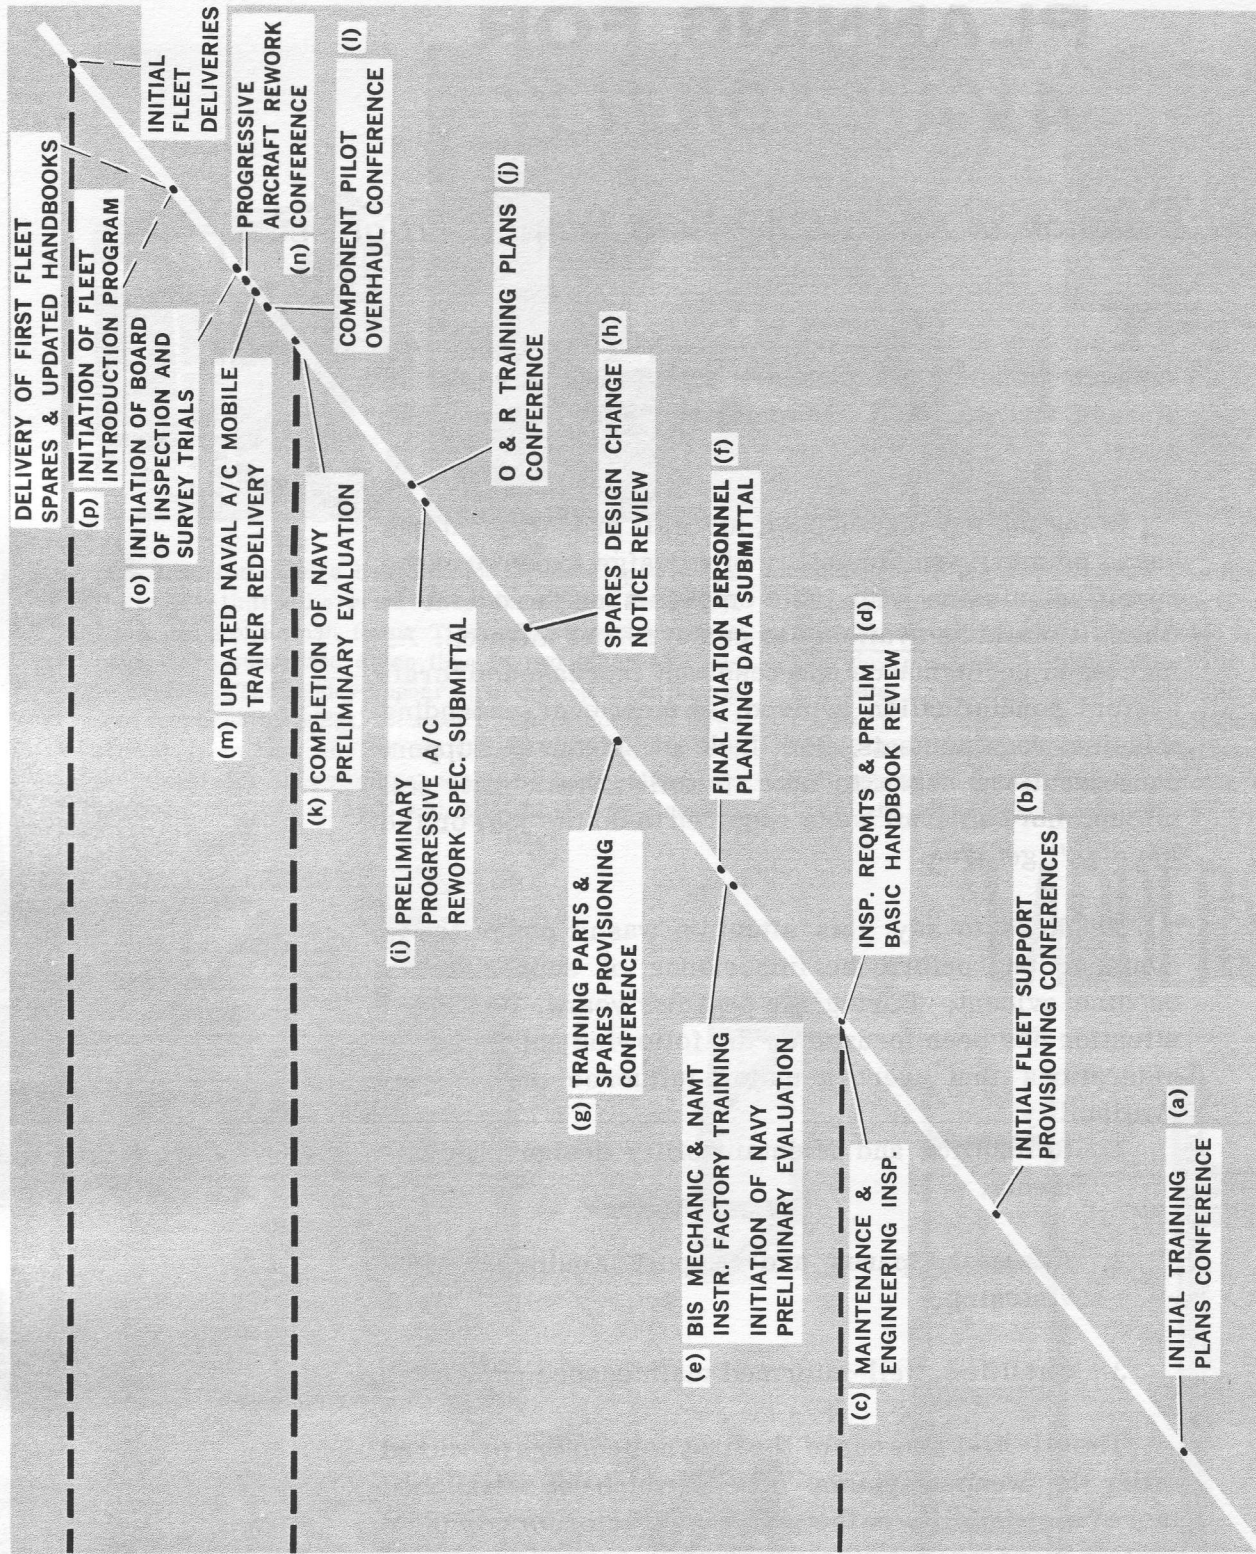 DELIVERY OF FIRST FLEET
SPARES & UPDATED HANDBOOKS
INITIAL
FLEET
DELIVERIES
(p) INITIATION OF FLEET
INTRODUCTION PROGRAM
(o) INITIATION OF BOARD
OF INSPECTION AND
SURVEY TRIALS
PROGRESSIVE
AIRCRAFT REWORK
(n) CONFERENCE
(m) UPDATED NAVAL A/C MOBILE
TRAINER REDELIVERY
COMPONENT PILOT (l)
OVERHAUL CONFERENCE
(k) COMPLETION OF NAVY
PRELIMINARY EVALUATION
O & R TRAINING PLANS (j)
CONFERENCE
(i) PRELIMINARY
PROGRESSIVE A/C
REWORK SPEC. SUBMITTAL
SPARES DESIGN CHANGE (h)
NOTICE REVIEW
(g) TRAINING PARTS &
SPARES PROVISIONING
CONFERENCE
FINAL AVIATION PERSONNEL (f)
PLANNING DATA SUBMITTAL
(e) BIS MECHANIC & NAMT
INSTR. FACTORY TRAINING
INITIATION OF NAVY
PRELIMINARY EVALUATION
INSP. REQMTS & PRELIM (d)
BASIC HANDBOOK REVIEW
(c) MAINTENANCE &
ENGINEERING INSP.
INITIAL FLEET SUPPORT (b)
PROVISIONING CONFERENCES
INITIAL TRAINING (a)
PLANS CONFERENCE